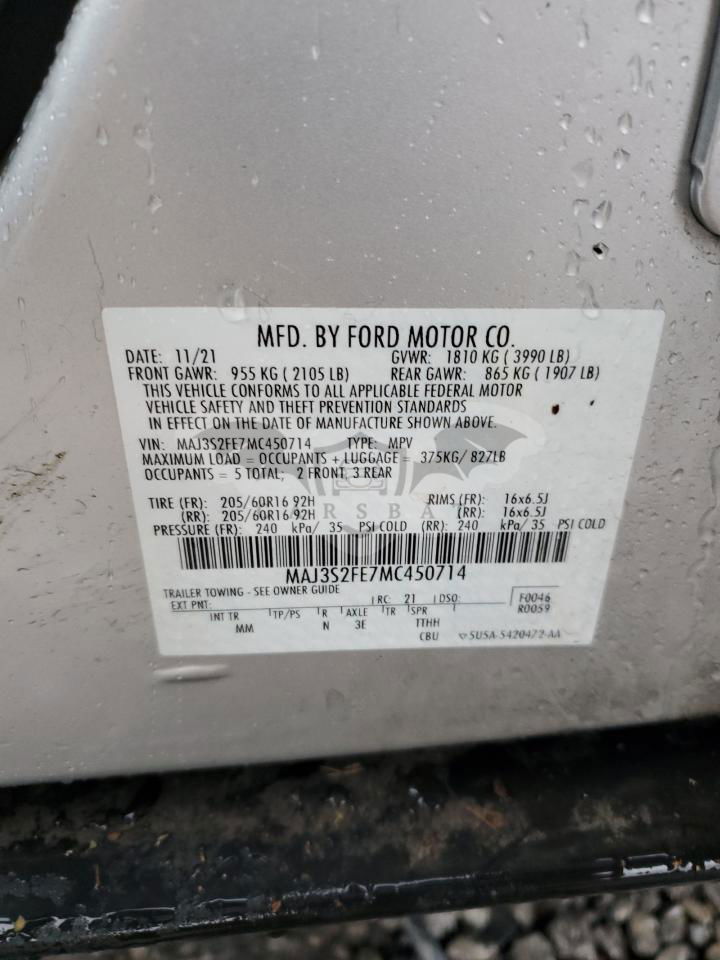 MFD. BY FORD MOTOR CO.
DATE: 11/21 GVWR: 1810 KG ( 3990 LB)
FRONT GAWR: 955 KG ( 2105 LB) REAR GAWR: 865 KG ( 1907 LB)
THIS VEHICLE CONFORMS TO ALL APPLICABLE FEDERAL MOTOR
VEHICLE SAFETY AND THEFT PREVENTION STANDARDS
IN EFFECT ON THE DATE OF MANUFACTURE SHOWN ABOVE.
VIN: MAJ3S2FE7MC450714 TYPE: MPV
MAXIMUM LOAD = OCCUPANTS + LUGGAGE = 375KG/ 827LB
OCCUPANTS = 5 TOTAL; 2 FRONT, 3 REAR
RSBA
TIRE (FR): 205/60R16 92H RIMS (FR): 16x6.5J
(RR): 205/60R16 92H (RR): 16x6.5J
PRESSURE (FR): 240 kPa/ 35 PSI COLD (RR): 240 kPa/ 35 PSI COLD
MAJ3S2FE7MC450714
TRAILER TOWING - SEE OWNER GUIDE
EXT PNT: RC: 21 DSO: F0046
R0059
INT TR TP/PS R AXLE TR SPR
MM N 3E TTHH
CBU 5U5A-5420472-AA